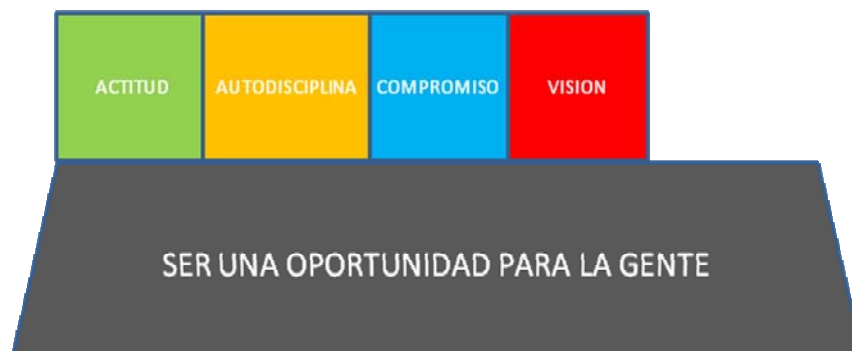 ACTITUD
AUTODISCIPLINA
COMPROMISO
VISION
SER UNA OPORTUNIDAD PARA LA GENTE